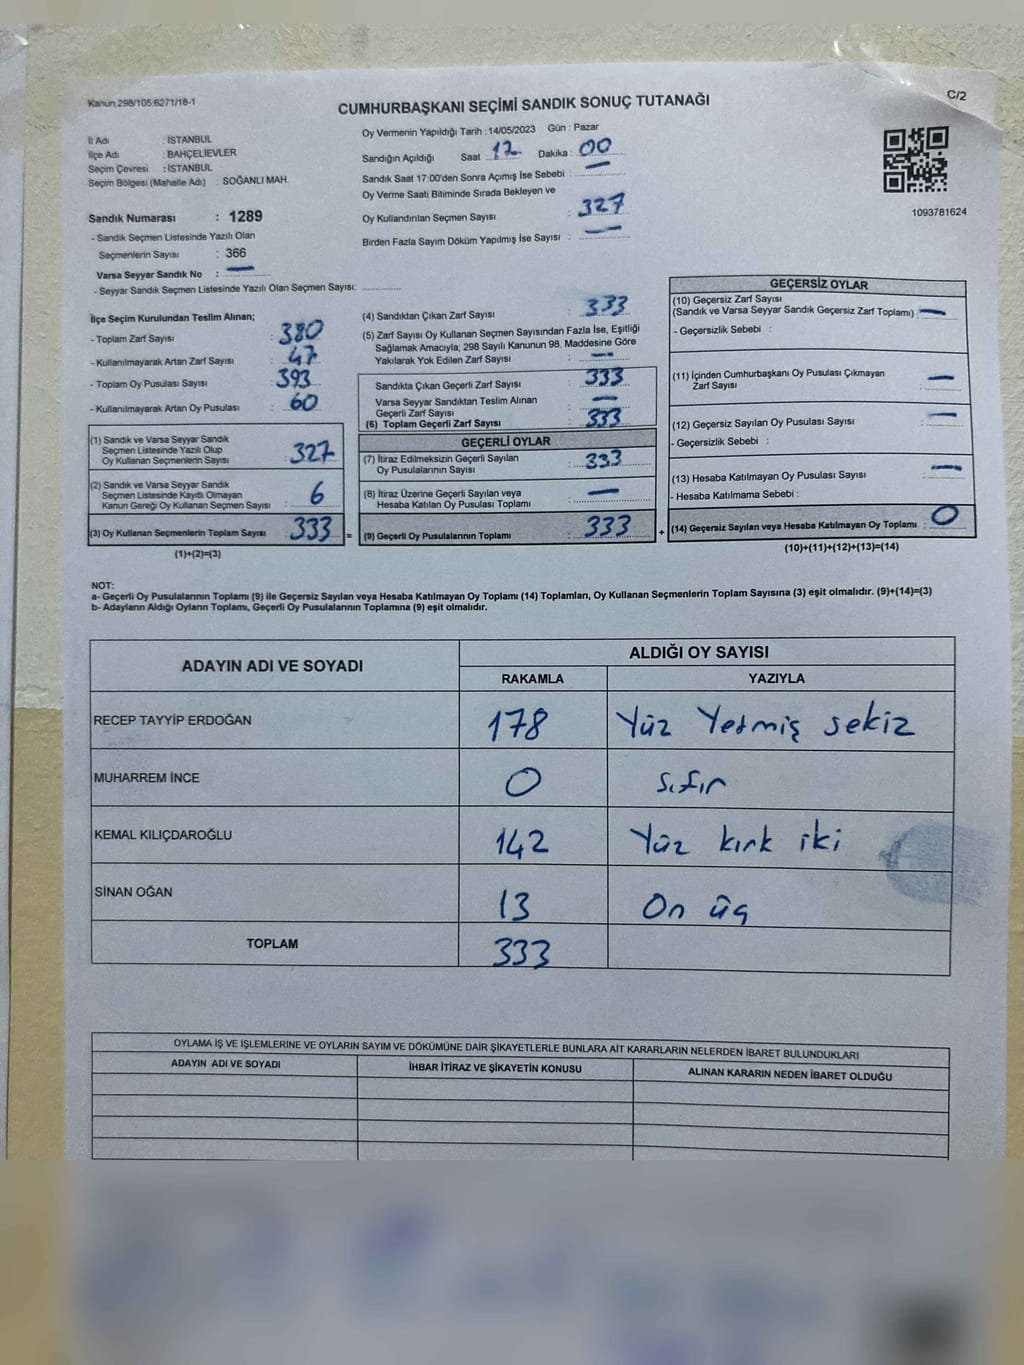 Kanun 298/105;6271/18-1
C/2
CUMHURBAŞKANI SEÇİMİ SANDIK SONUÇ TUTANAĞI
İl Adı : İSTANBUL
İlçe Adı : BAHÇELİEVLER
Seçim Çevresi : İSTANBUL
Seçim Bölgesi (Mahalle Adı) : SOĞANLI MAH.
Sandık Numarası : 1289
- Sandık Seçmen Listesinde Yazılı Olan
Seçmenlerin Sayısı : 366
Varsa Seyyar Sandık No : —
- Seyyar Sandık Seçmen Listesinde Yazılı Olan Seçmen Sayısı: ............
Oy Vermenin Yapıldığı Tarih : 14/05/2023 Gün : Pazar
Sandığın Açıldığı Saat : 17 Dakika : 00
Sandık Saat 17:00'den Sonra Açımış İse Sebebi : —
Oy Verme Saati Bitiminde Sırada Bekleyen ve
Oy Kullandırılan Seçmen Sayısı : 327
Birden Fazla Sayım Döküm Yapılmış İse Sayısı : —
1093781624
İlçe Seçim Kurulundan Teslim Alınan;
- Toplam Zarf Sayısı : 380
- Kullanılmayarak Artan Zarf Sayısı : 47
- Toplam Oy Pusulası Sayısı : 393
- Kullanılmayarak Artan Oy Pusulası : 60
(1) Sandık ve Varsa Seyyar Sandık
Seçmen Listesinde Yazılı Olup
Oy Kullanan Seçmenlerin Sayısı : 327
(2) Sandık ve Varsa Seyyar Sandık
Seçmen Listesinde Kayıtlı Olmayan
Kanun Gereği Oy Kullanan Seçmen Sayısı : 6
(3) Oy Kullanan Seçmenlerin Toplam Sayısı : 333
(1)+(2)=(3)
=
(4) Sandıktan Çıkan Zarf Sayısı : 333
(5) Zarf Sayısı Oy Kullanan Seçmen Sayısından Fazla İse, Eşitliği
Sağlamak Amacıyla; 298 Sayılı Kanunun 98. Maddesine Göre
Yakılarak Yok Edilen Zarf Sayısı : —
Sandıkta Çıkan Geçerli Zarf Sayısı : 333
Varsa Seyyar Sandıktan Teslim Alınan
Geçerli Zarf Sayısı : —
(6) Toplam Geçerli Zarf Sayısı : 333
GEÇERLİ OYLAR
(7) İtiraz Edilmeksizin Geçerli Sayılan
Oy Pusulalarının Sayısı : 333
(8) İtiraz Üzerine Geçerli Sayılan veya
Hesaba Katılan Oy Pusulası Toplamı : —
(9) Geçerli Oy Pusulalarının Toplamı : 333
+
GEÇERSİZ OYLAR
(10) Geçersiz Zarf Sayısı
(Sandık ve Varsa Seyyar Sandık Geçersiz Zarf Toplamı) : —
- Geçersizlik Sebebi :
(11) İçinden Cumhurbaşkanı Oy Pusulası Çıkmayan
Zarf Sayısı : —
(12) Geçersiz Sayılan Oy Pusulası Sayısı : —
- Geçersizlik Sebebi :
(13) Hesaba Katılmayan Oy Pusulası Sayısı : —
- Hesaba Katılmama Sebebi :
(14) Geçersiz Sayılan veya Hesaba Katılmayan Oy Toplamı : 0
(10)+(11)+(12)+(13)=(14)
NOT:
a- Geçerli Oy Pusulalarının Toplamı (9) ile Geçersiz Sayılan veya Hesaba Katılmayan Oy Toplamı (14) Toplamları, Oy Kullanan Seçmenlerin Toplam Sayısına (3) eşit olmalıdır. (9)+(14)=(3)
b- Adayların Aldığı Oyların Toplamı, Geçerli Oy Pusulalarının Toplamına (9) eşit olmalıdır.
ADAYIN ADI VE SOYADI
ALDIĞI OY SAYISI
RAKAMLA YAZIYLA
RECEP TAYYİP ERDOĞAN 178 Yüz Yetmiş sekiz
MUHARREM İNCE 0 sıfır
KEMAL KILIÇDAROĞLU 142 Yüz kırk iki
SİNAN OĞAN 13 On üç
TOPLAM 333
OYLAMA İŞ VE İŞLEMLERİNE VE OYLARIN SAYIM VE DÖKÜMÜNE DAİR ŞİKAYETLERLE BUNLARA AİT KARARLARIN NELERDEN İBARET BULUNDUKLARI
ADAYIN ADI VE SOYADI İHBAR İTİRAZ VE ŞİKAYETİN KONUSU ALINAN KARARIN NEDEN İBARET OLDUĞU